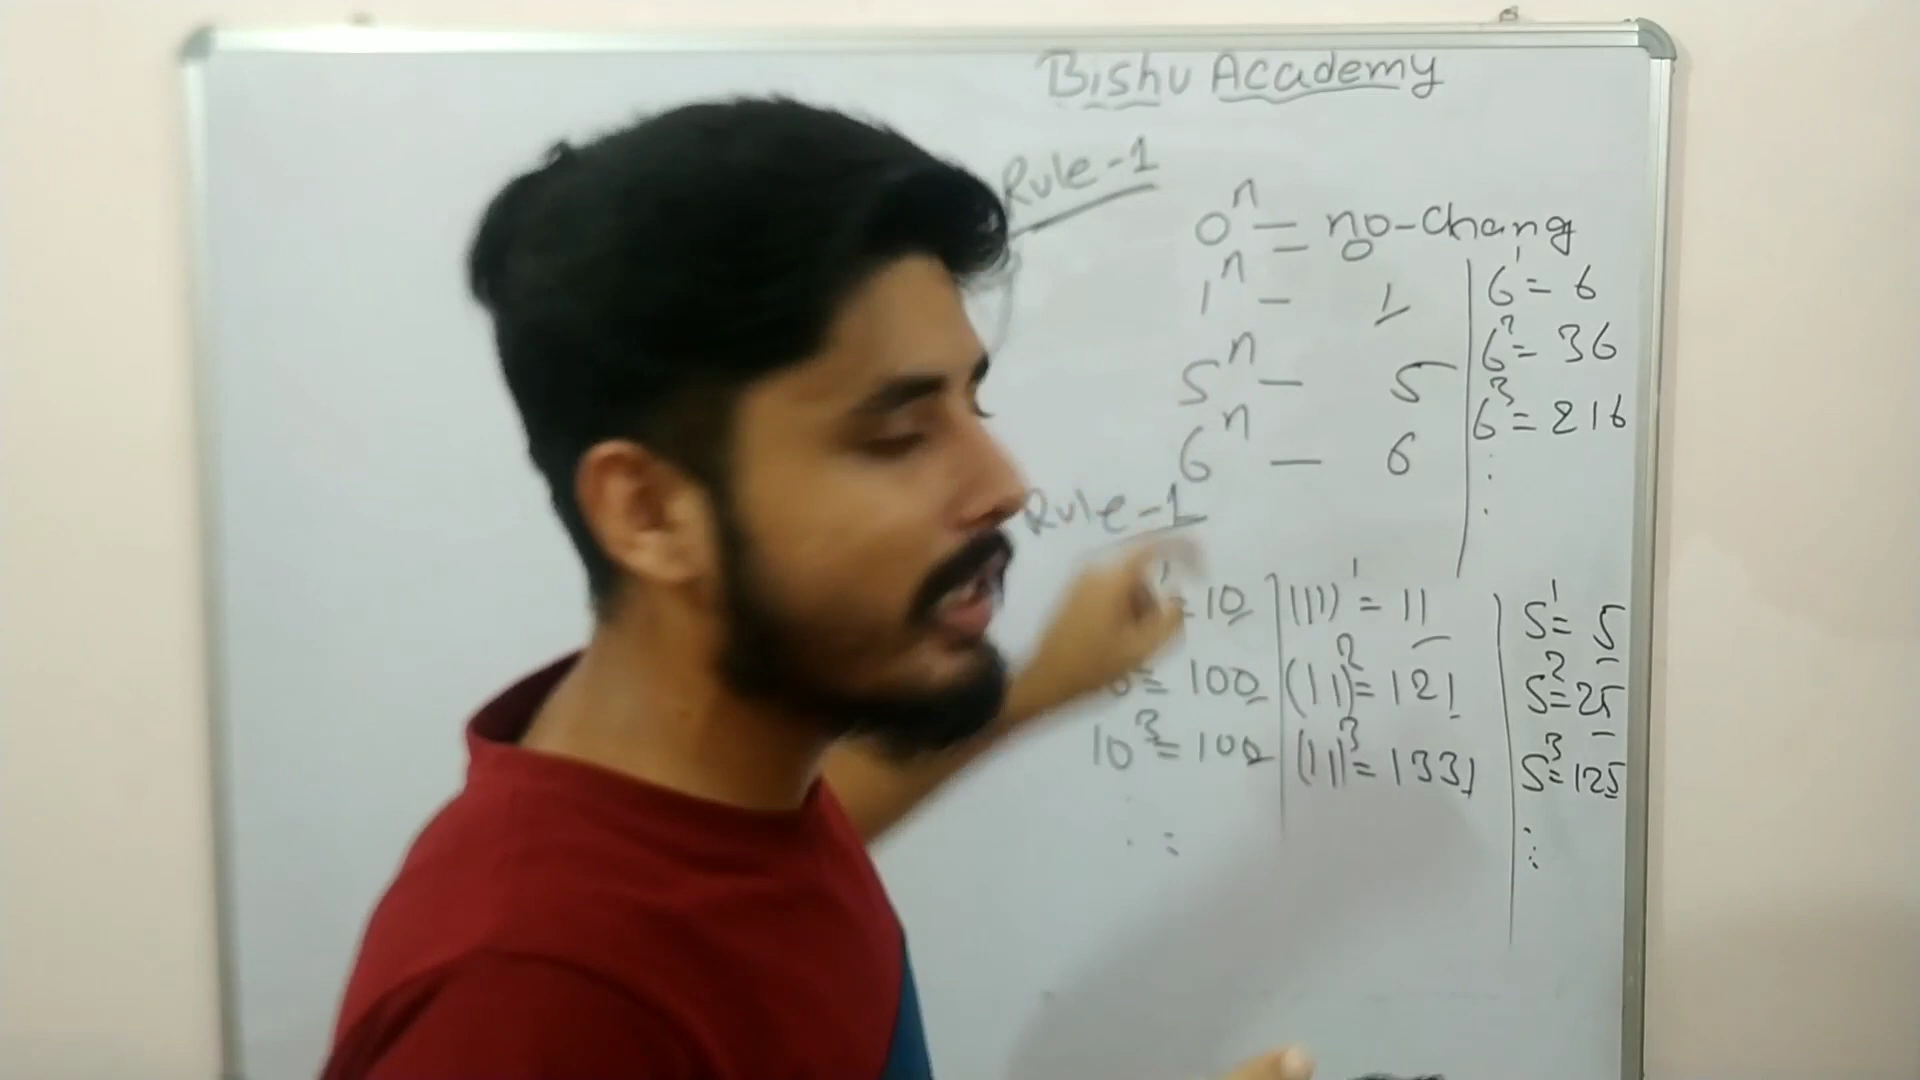 Bishu Academy
Rule-1
0ⁿ = no-Chang
0
1ⁿ - 1
5ⁿ - 5
6ⁿ - 6
6¹ = 6
6² = 36
6³ = 216
Rule-1
¹ = 10
= 100
10³ = 100
(11)¹ = 11
(11)² = 121
(11)³ = 1331
5¹ = 5
5² = 25
5³ = 125